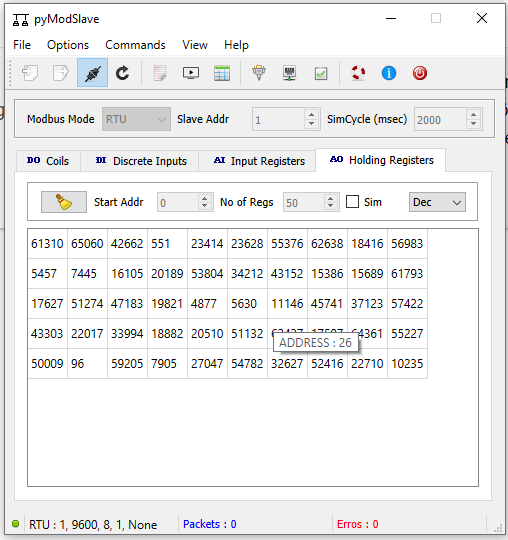 pyModSlave
File Options Commands View Help
Modbus Mode RTU Slave Addr 1 SimCycle (msec) 2000
DO Coils DI Discrete Inputs AI Input Registers AO Holding Registers
Start Addr 0 No of Regs 50 Sim Dec
61310 65060 42662 551 23414 23628 55376 62638 18416 56983
5457 7445 16105 20189 53804 34212 43152 15386 15689 61793
17627 51274 47183 19821 4877 5630 11146 45741 37123 57422
43303 22017 33994 18882 20510 51132 64361 55227
ADDRESS : 26
50009 96 59205 7905 27047 54782 32627 52416 22710 10235
RTU : 1, 9600, 8, 1, None Packets : 0 Erros : 0